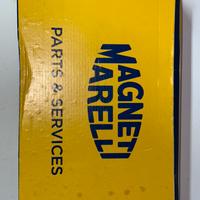 MAGNETI
MARELLI
PARTS & SERVICES